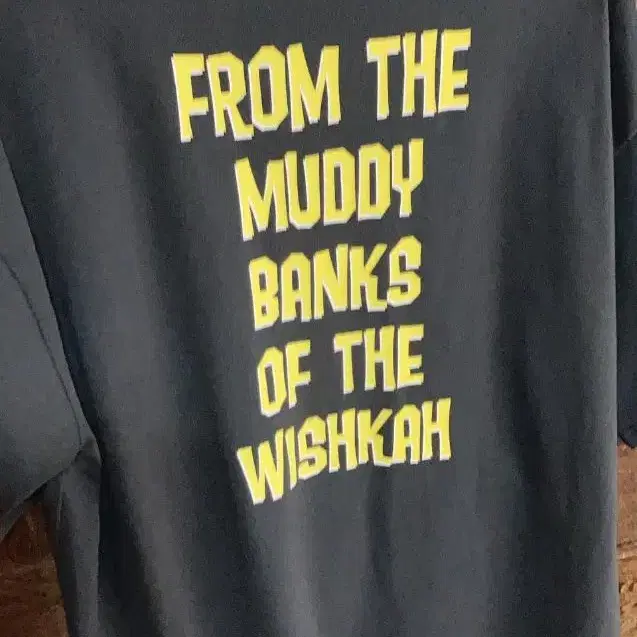 FROM THE
MUDDY
BANKS
OF THE
WISHKAH